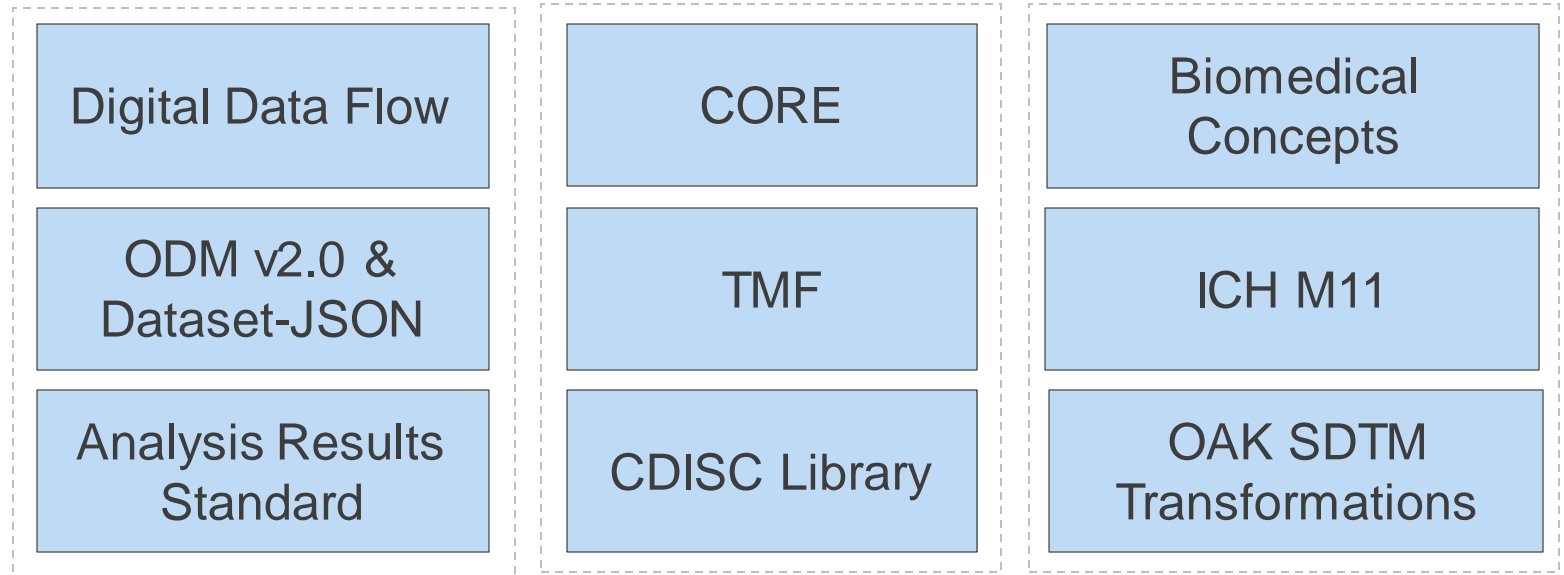 Digital Data Flow
ODM v2.0 &
Dataset-JSON
Analysis Results
Standard
CORE
TMF
CDISC Library
Biomedical
Concepts
ICH M11
OAK SDTM
Transformations